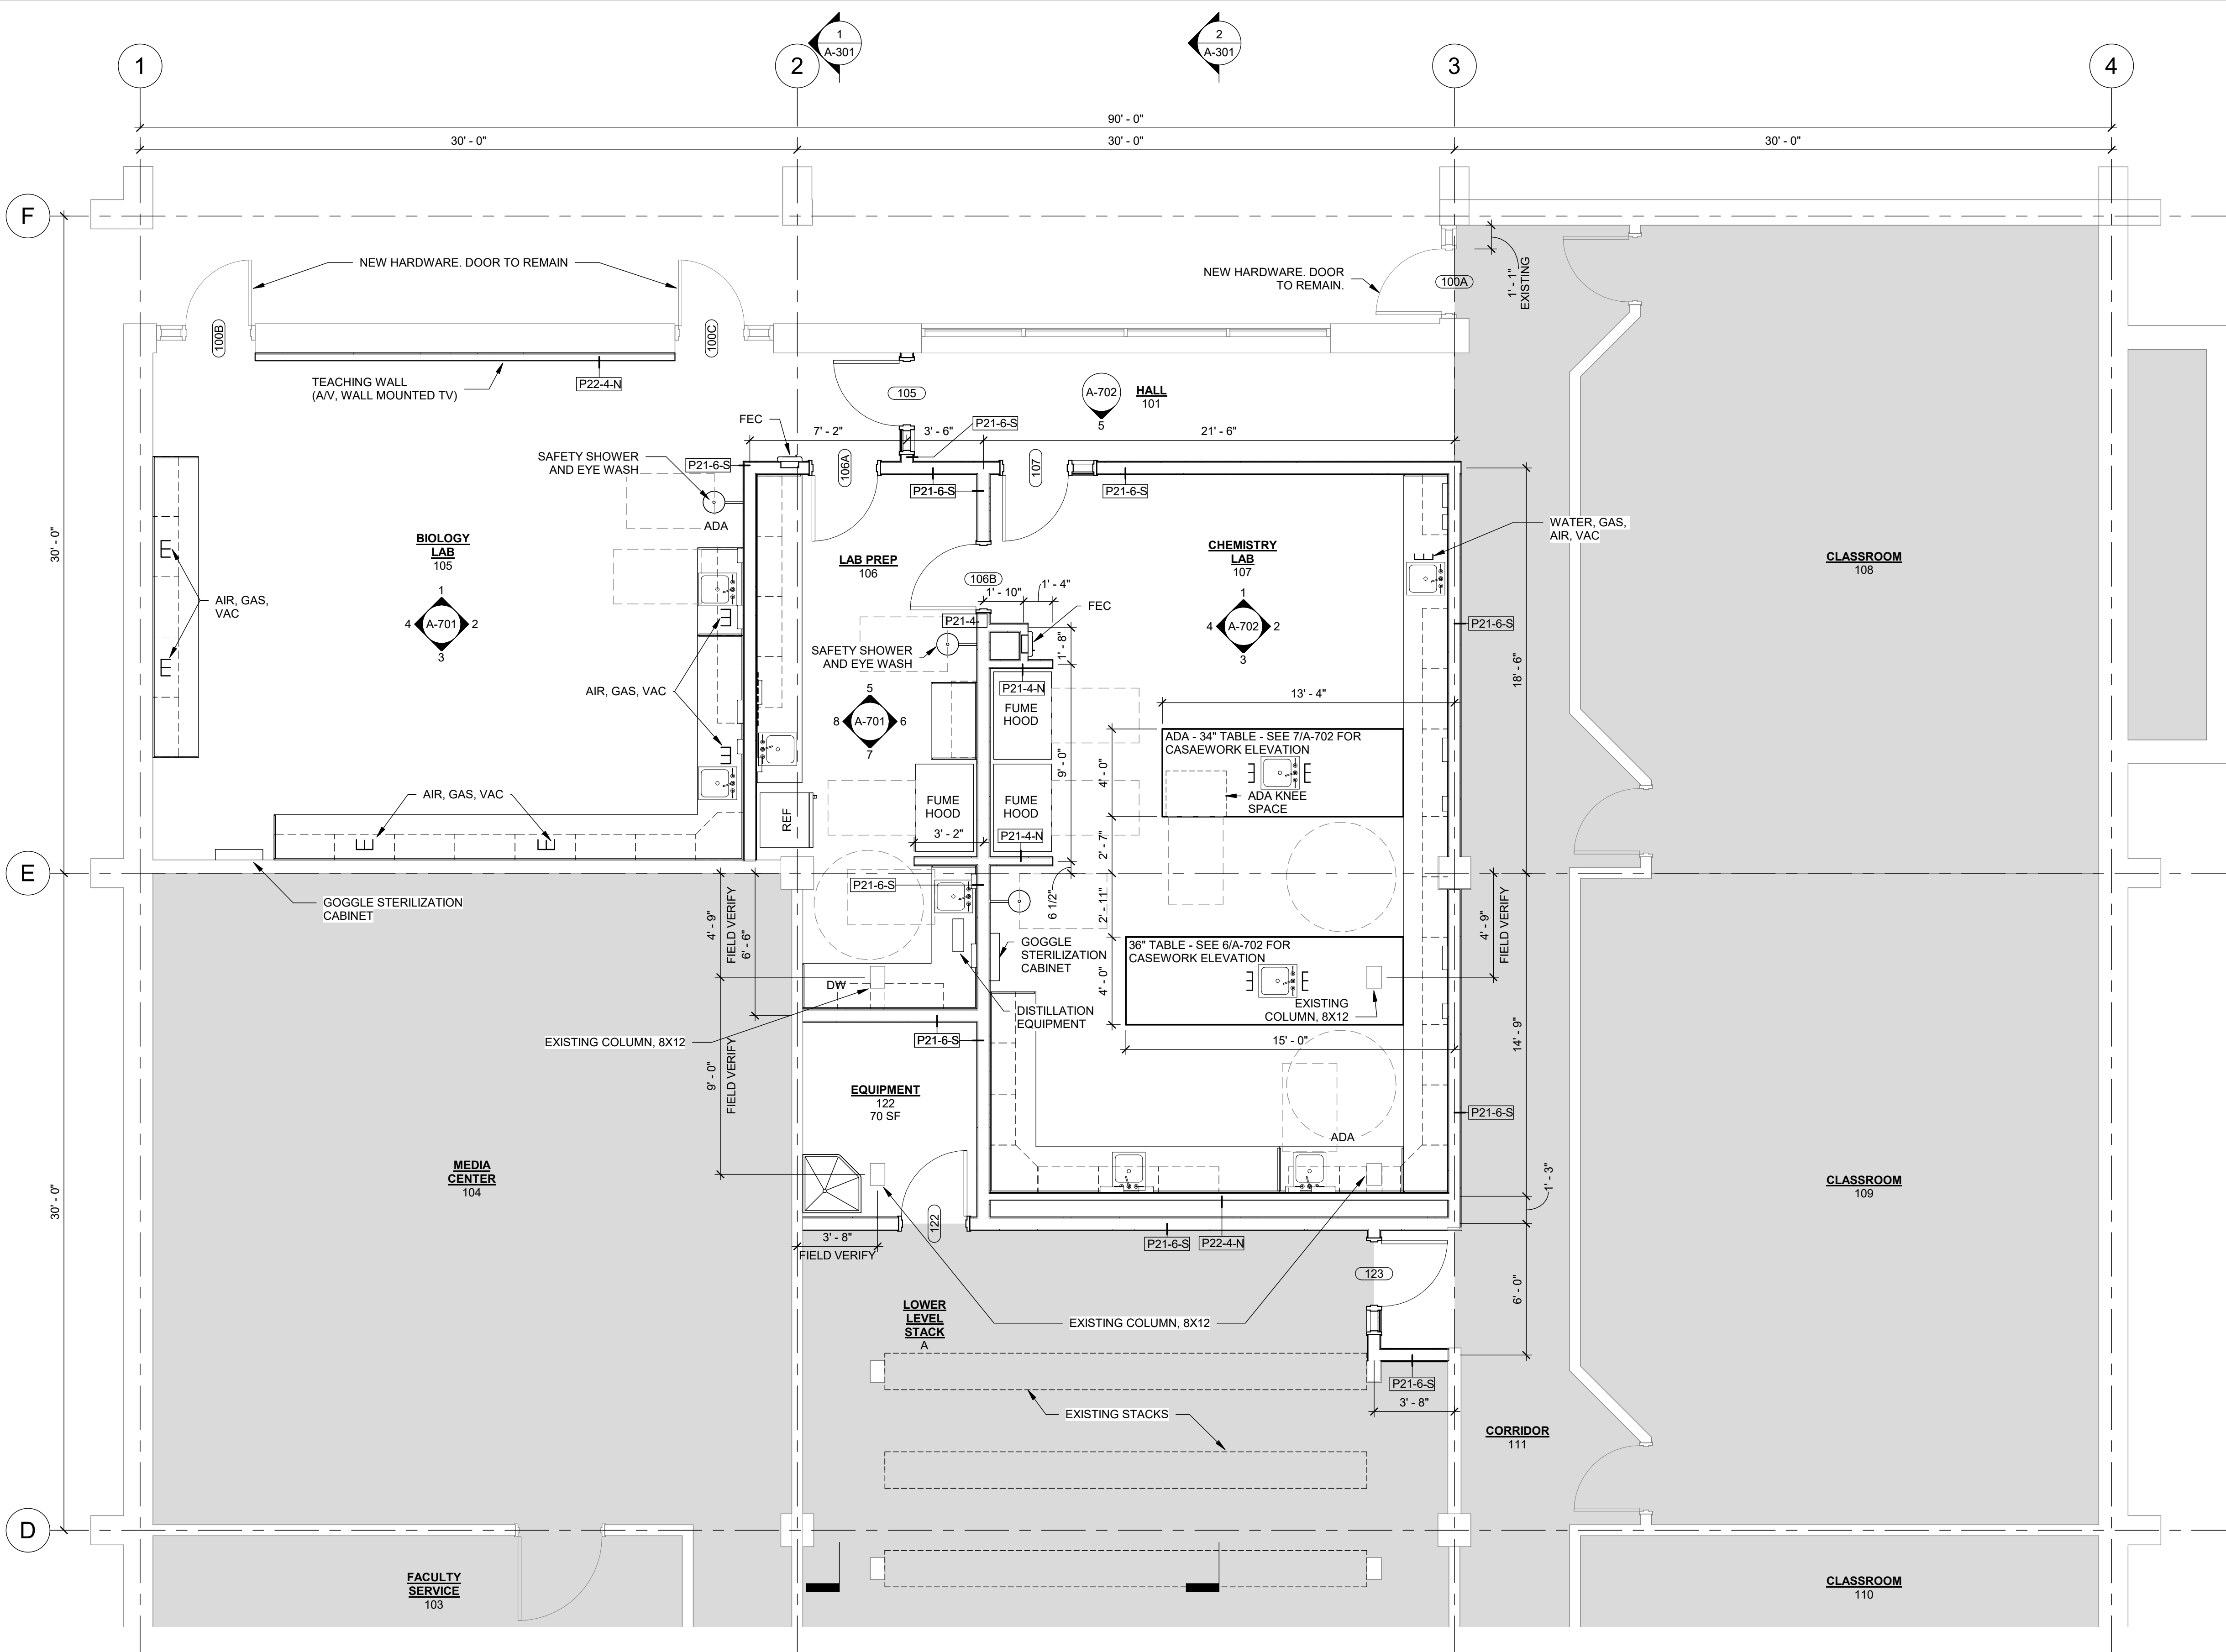 1
A-301
2
A-301
1
2
3
4
90' - 0"
30' - 0"
30' - 0"
30' - 0"
F
NEW HARDWARE. DOOR TO REMAIN
NEW HARDWARE. DOOR
TO REMAIN.
100A
1' - 1"
EXISTING
100B
100C
TEACHING WALL
(A/V, WALL MOUNTED TV)
P22-4-N
105
A-702
5
HALL
101
FEC
7' - 2"
3' - 6"
P21-6-S
21' - 6"
SAFETY SHOWER
AND EYE WASH
P21-6-S
106A
107
P21-6-S
P21-6-S
ADA
30' - 0"
BIOLOGY
LAB
105
LAB PREP
106
CHEMISTRY
LAB
107
WATER, GAS,
AIR, VAC
CLASSROOM
108
106B
1' - 10"
1' - 4"
FEC
AIR, GAS,
VAC
1
4
A-701
2
3
P21-4-
1
4
A-702
2
3
P21-6-S
1' - 8"
SAFETY SHOWER
AND EYE WASH
18' - 6"
AIR, GAS, VAC
5
8
A-701
6
7
P21-4-N
FUME
HOOD
13' - 4"
ADA - 34" TABLE - SEE 7/A-702 FOR
CASAEWORK ELEVATION
9' - 0"
4' - 0"
AIR, GAS, VAC
REF
FUME
HOOD
FUME
HOOD
ADA KNEE
SPACE
3' - 2"
P21-4-N
2' - 7"
E
P21-6-S
GOGGLE STERILIZATION
CABINET
4' - 9"
FIELD VERIFY
6' - 6"
6 1/2"
2' - 11"
4' - 9"
FIELD VERIFY
GOGGLE
STERILIZATION
CABINET
36" TABLE - SEE 6/A-702 FOR
CASEWORK ELEVATION
4' - 0"
DW
DISTILLATION
EQUIPMENT
EXISTING
COLUMN, 8X12
EXISTING COLUMN, 8X12
P21-6-S
15' - 0"
14' - 9"
9' - 0"
FIELD VERIFY
EQUIPMENT
122
70 SF
P21-6-S
ADA
MEDIA
CENTER
104
CLASSROOM
109
30' - 0"
1' - 3"
122
3' - 8"
FIELD VERIFY
P21-6-S
P22-4-N
123
6' - 0"
LOWER
LEVEL
STACK
A
EXISTING COLUMN, 8X12
P21-6-S
3' - 8"
EXISTING STACKS
CORRIDOR
111
D
FACULTY
SERVICE
103
CLASSROOM
110